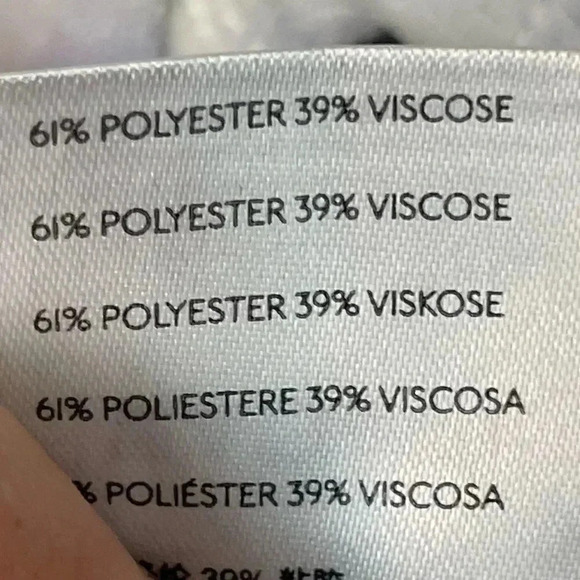 61% POLYESTER 39% VISCOSE
61% POLYESTER 39% VISCOSE
61% POLYESTER 39% VISKOSE
61% POLIESTERE 39% VISCOSA
% POLIÉSTER 39% VISCOSA
39%